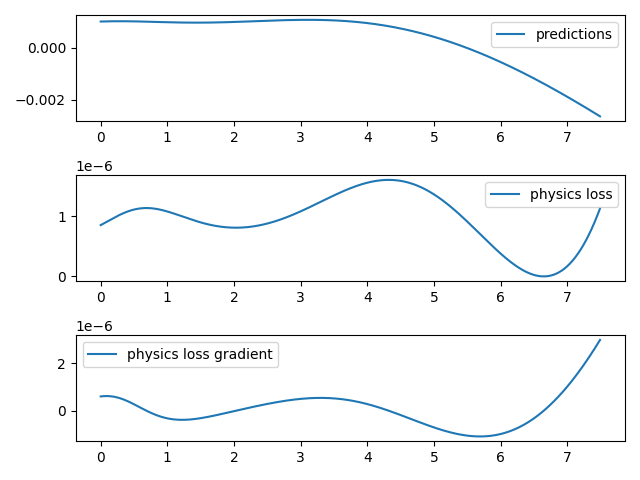 predictions
0.000
−0.002
0 1 2 3 4 5 6 7
1e−6
physics loss
1
0
0 1 2 3 4 5 6 7
1e−6
physics loss gradient
2
0
0 1 2 3 4 5 6 7